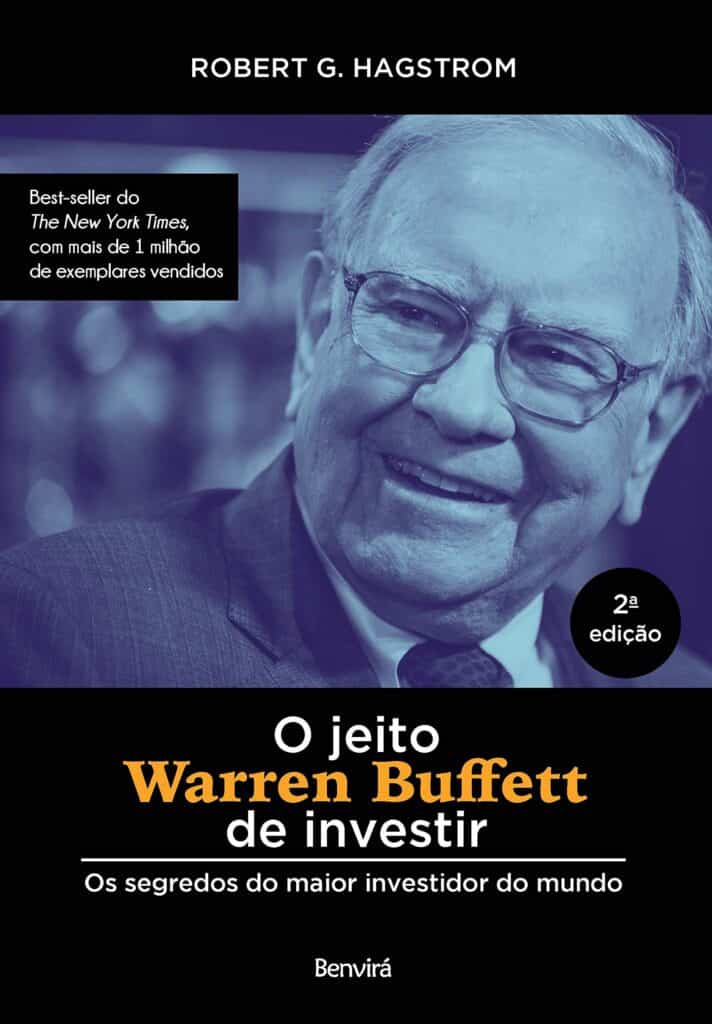 ROBERT G. HAGSTROM
Best-seller do
The New York Times,
com mais de 1 milhão
de exemplares vendidos
2ª
edição
O jeito
Warren Buffett
de investir
Os segredos do maior investidor do mundo
Benvirá